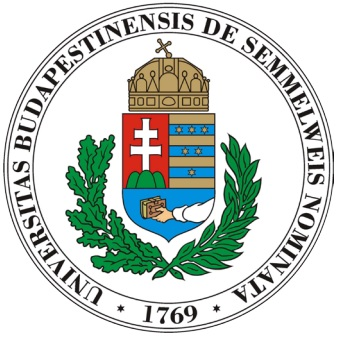 UNIVERSITAS BUDAPESTINENSIS DE SEMMELWEIS NOMINATA
* 1769 *